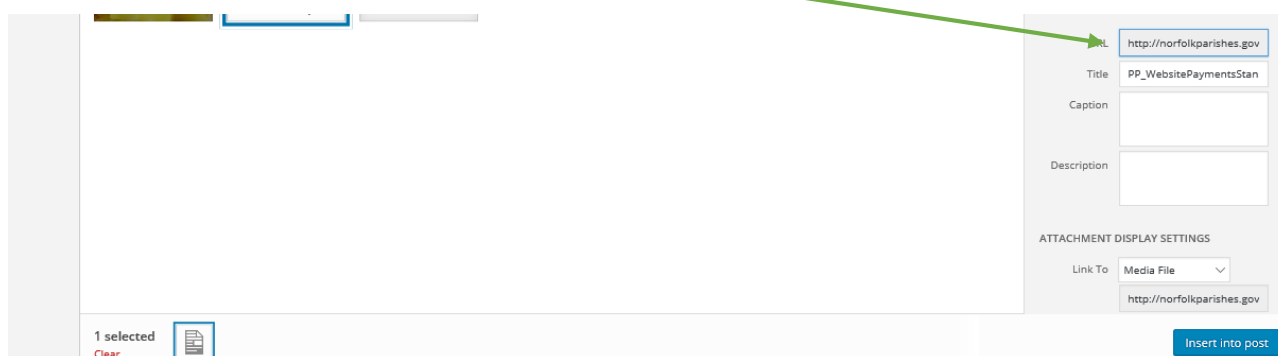 http://norfolkparishes.gov
Title PP_WebsitePaymentsStan
Caption
Description
ATTACHMENT DISPLAY SETTINGS
Link To Media File
http://norfolkparishes.gov
1 selected
Clear
Insert into post